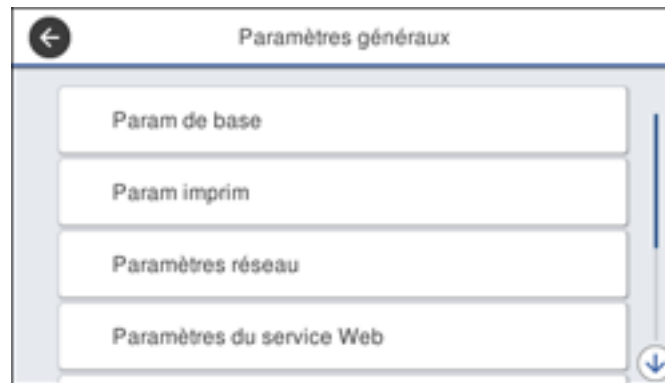 Paramètres généraux
Param de base
Param imprim
Paramètres réseau
Paramètres du service Web